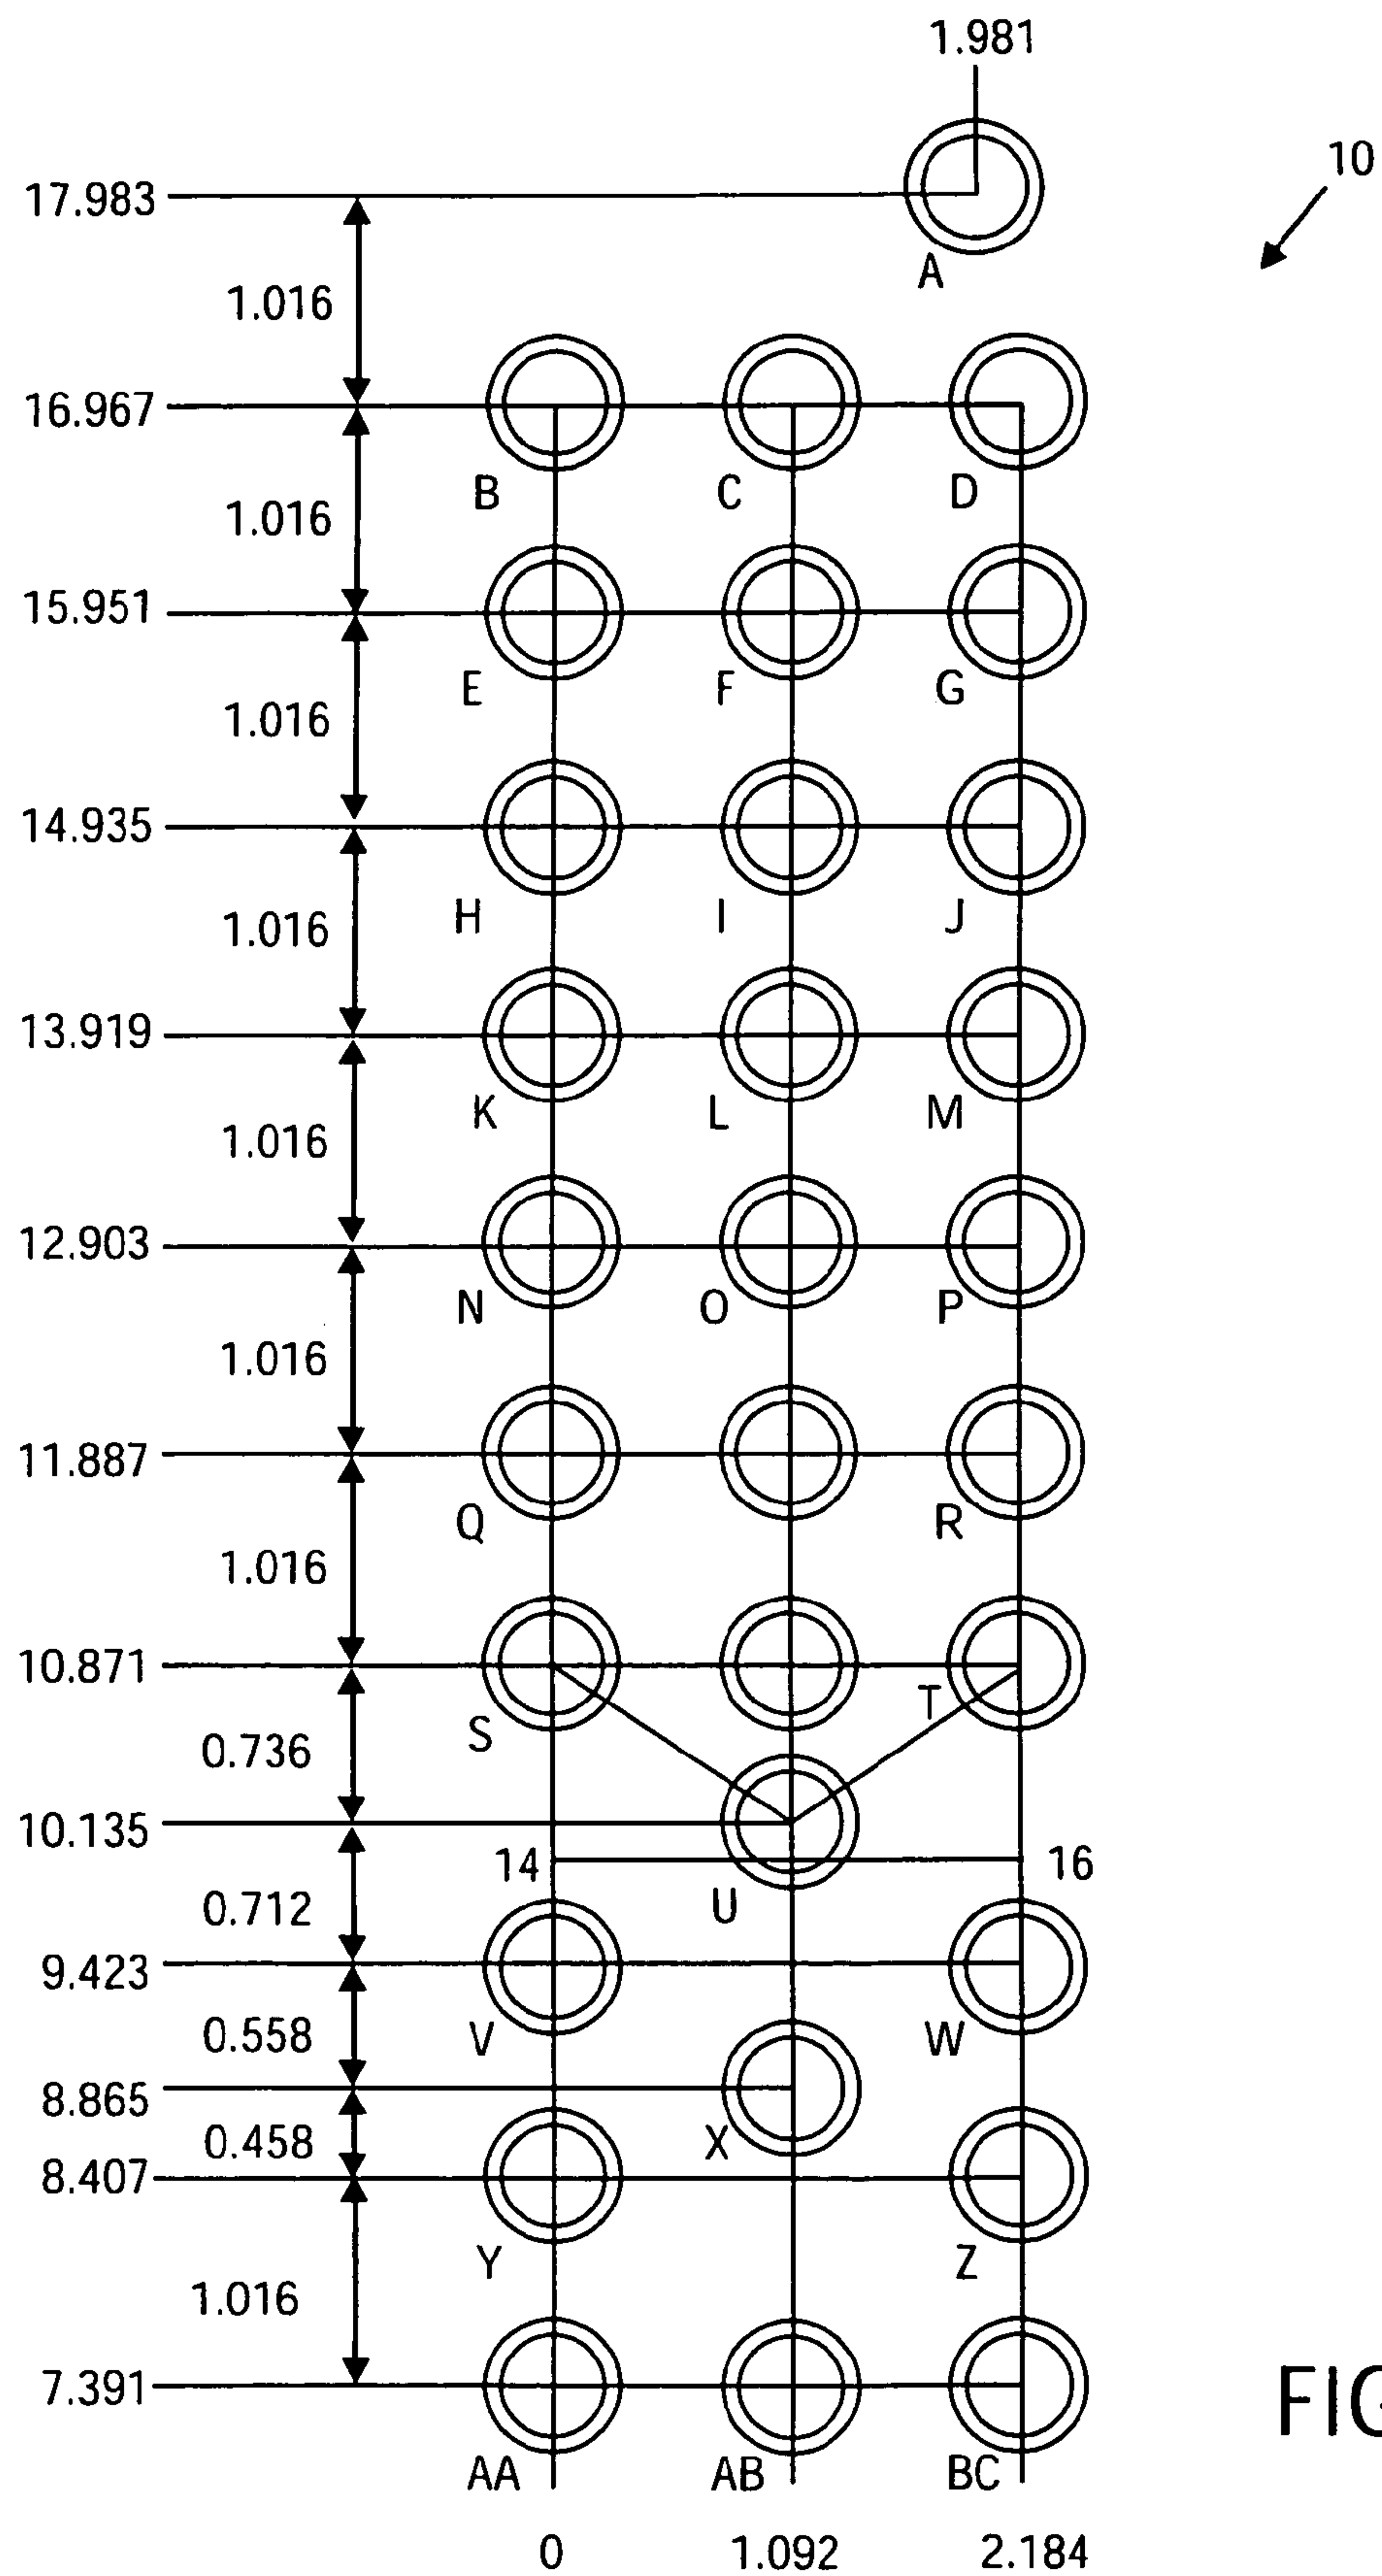 1.981
10
17.983
A
1.016
16.967
B C D
1.016
15.951
E F G
1.016
14.935
H I J
1.016
13.919
K L M
1.016
12.903
N O P
1.016
11.887
Q R
1.016
10.871
S T
0.736
10.135
14 16
U
0.712
9.423
V W
0.558
8.865
X
0.458
8.407
Y Z
1.016
7.391
FIG
AA AB BC
0 1.092 2.184